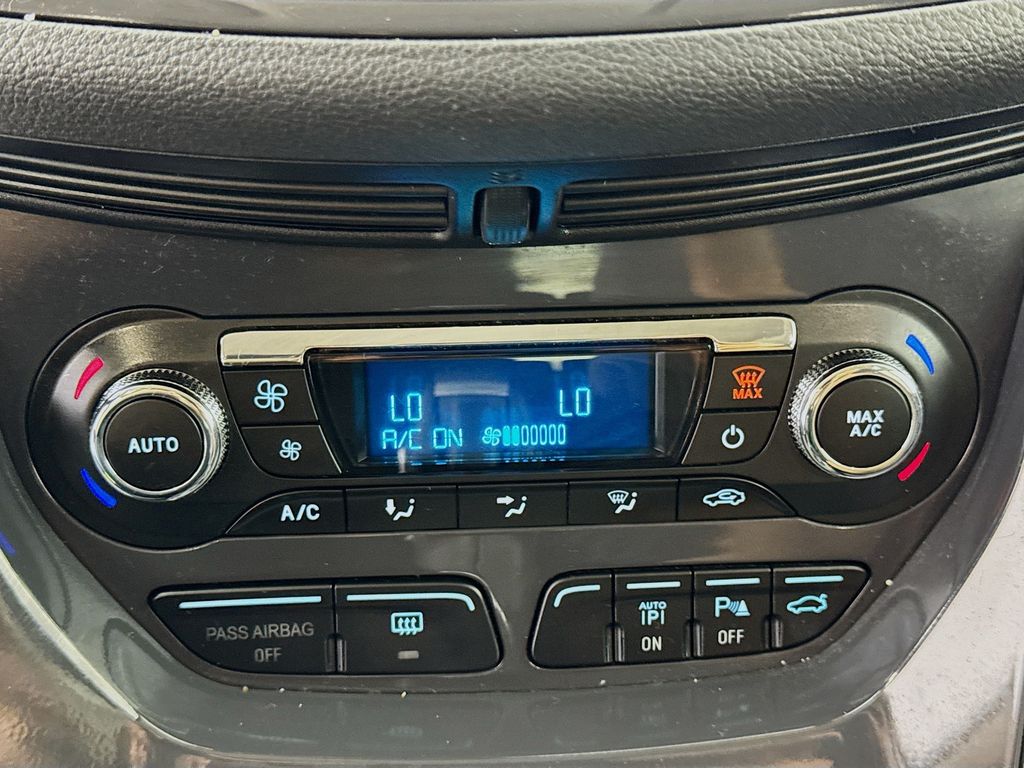 LO
LO
A/C ON
MAX
AUTO
MAX
A/C
A/C
PASS AIRBAG
OFF
AUTO
P
ON
P
OFF